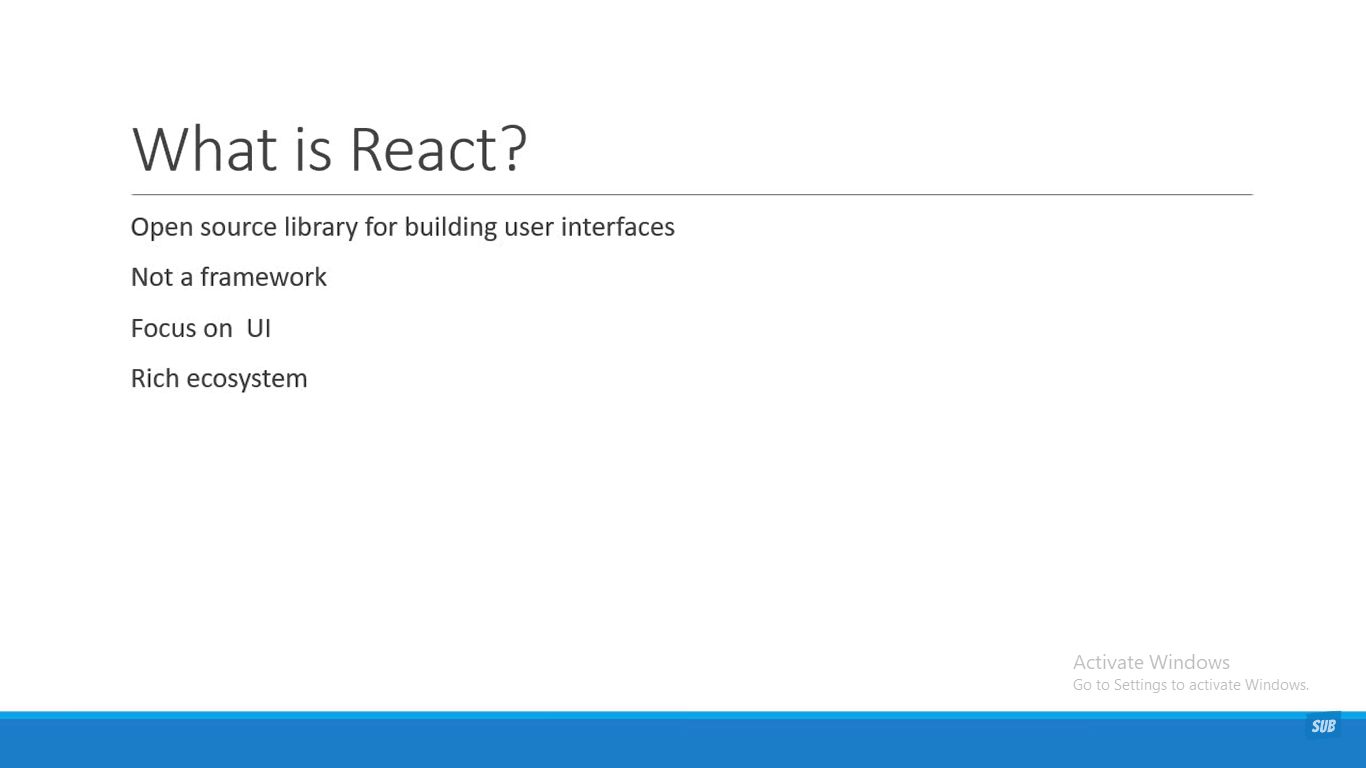 What is React?
Open source library for building user interfaces
Not a framework
Focus on  UI
Rich ecosystem
Activate Windows
Go to Settings to activate Windows.
SUB